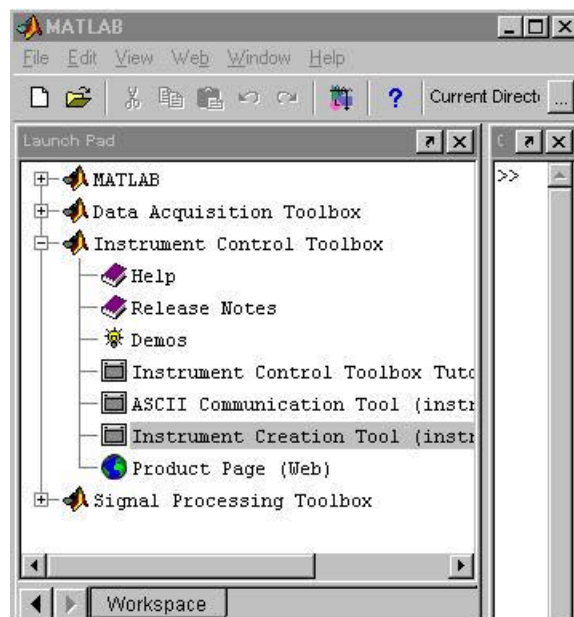 MATLAB
File Edit View Web Window Help
Current Direct
...
Launch Pad
>>
MATLAB
Data Acquisition Toolbox
Instrument Control Toolbox
Help
Release Notes
Demos
Instrument Control Toolbox Tuto
ASCII Communication Tool (instr
Instrument Creation Tool (instr
Product Page (Web)
Signal Processing Toolbox
Workspace